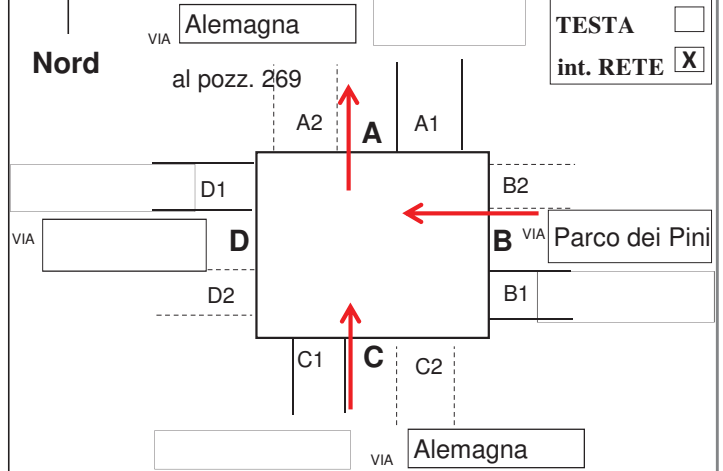 VIA Alemagna
TESTA
Nord
int. RETE X
al pozz. 269
A2 A A1
D1
B2
VIA
D
B
VIA Parco dei Pini
D2
B1
C1 C C2
VIA Alemagna